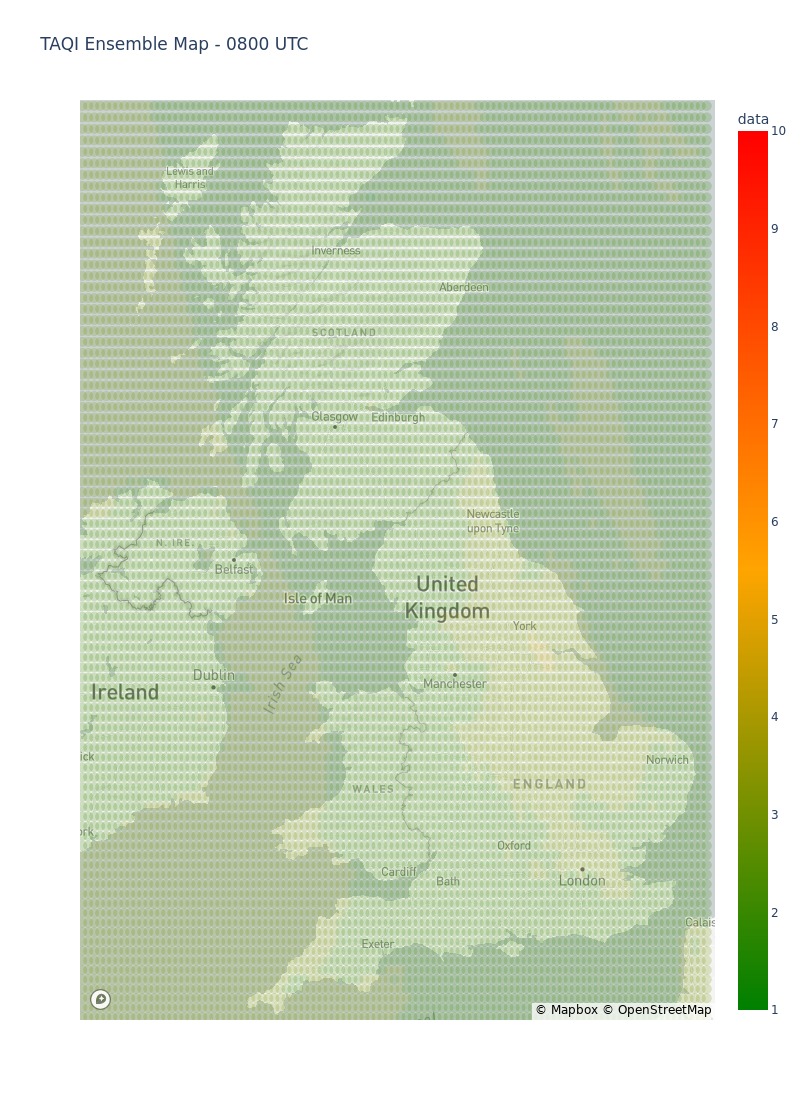 TAQI Ensemble Map - 0800 UTC
data
10
9
8
7
6
5
4
3
2
1
Lewis and
Harris
Inverness
Aberdeen
SCOTLAND
Glasgow
Edinburgh
Newcastle
upon Tyne
N. IRE.
Belfast
Isle of Man
United
Kingdom
York
Dublin
Manchester
Ireland
Irish Sea
ick
Norwich
WALES
ENGLAND
ork
Oxford
Cardiff
Bath
London
Calais
Exeter
© Mapbox © OpenStreetMap